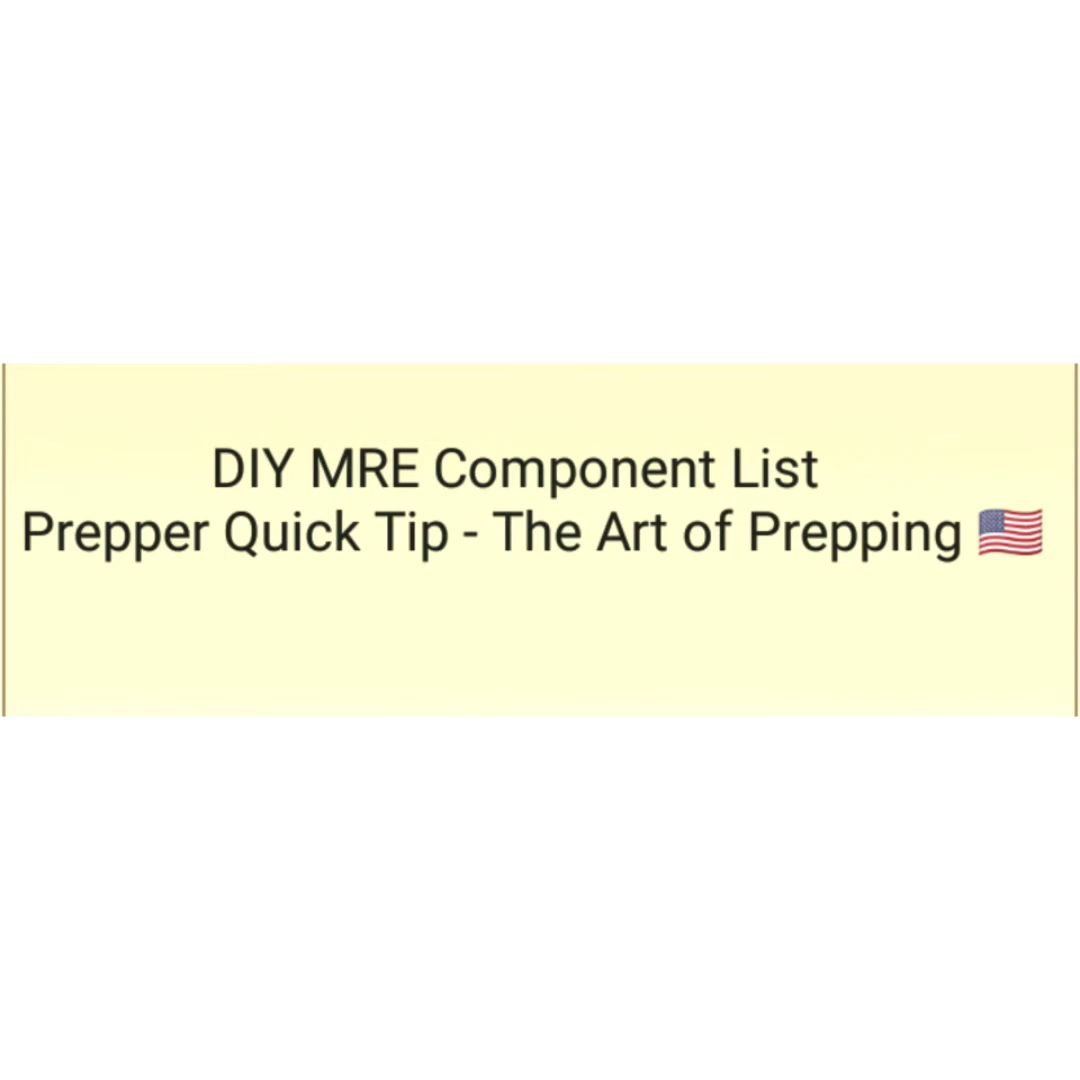 DIY MRE Component List
Prepper Quick Tip - The Art of Prepping 🇺🇸